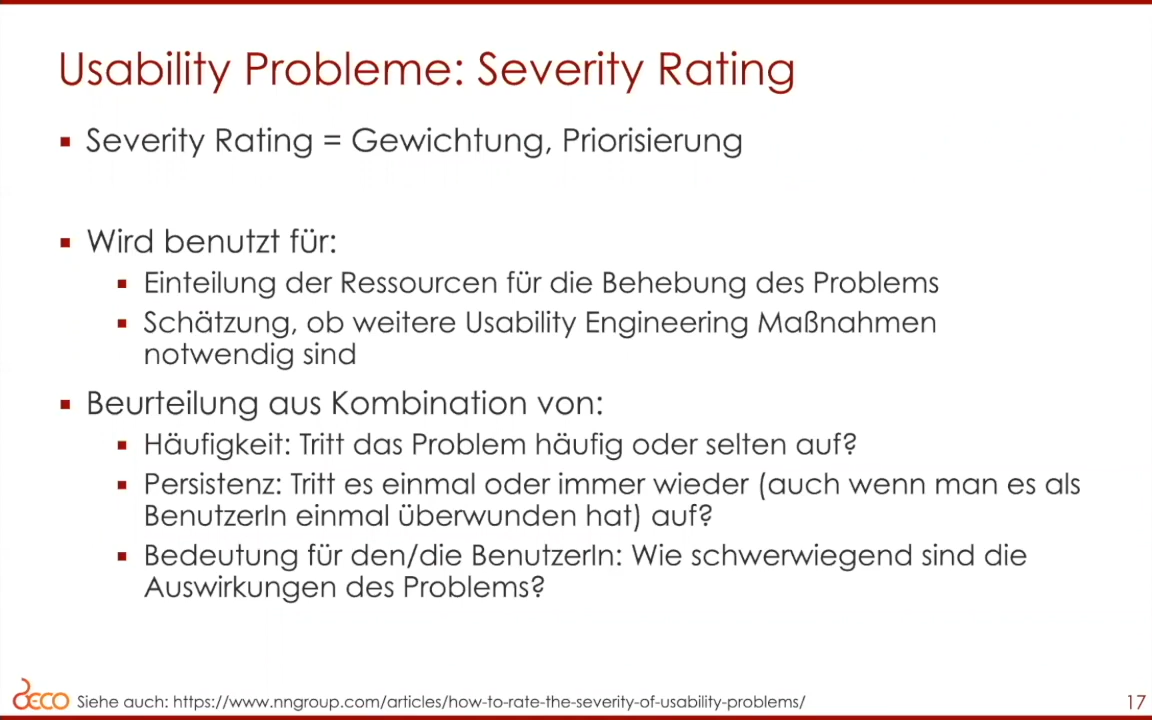 Usability Probleme: Severity Rating
Severity Rating = Gewichtung, Priorisierung
Wird benutzt für:
Einteilung der Ressourcen für die Behebung des Problems
Schätzung, ob weitere Usability Engineering Maßnahmen
notwendig sind
Beurteilung aus Kombination von:
Häufigkeit: Tritt das Problem häufig oder selten auf?
Persistenz: Tritt es einmal oder immer wieder (auch wenn man es als
BenutzerIn einmal überwunden hat) auf?
Bedeutung für den/die BenutzerIn: Wie schwerwiegend sind die
Auswirkungen des Problems?
DECO Siehe auch: https://www.nngroup.com/articles/how-to-rate-the-severity-of-usability-problems/
17